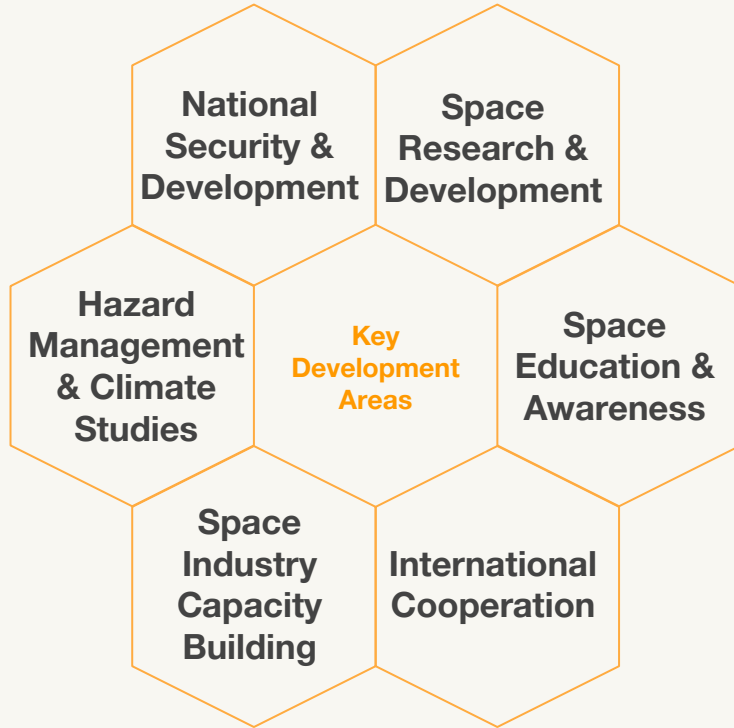 National
Security &
Development
Space
Research &
Development
Hazard
Management
& Climate
Studies
Key
Development
Areas
Space
Education &
Awareness
Space
Industry
Capacity
Building
International
Cooperation